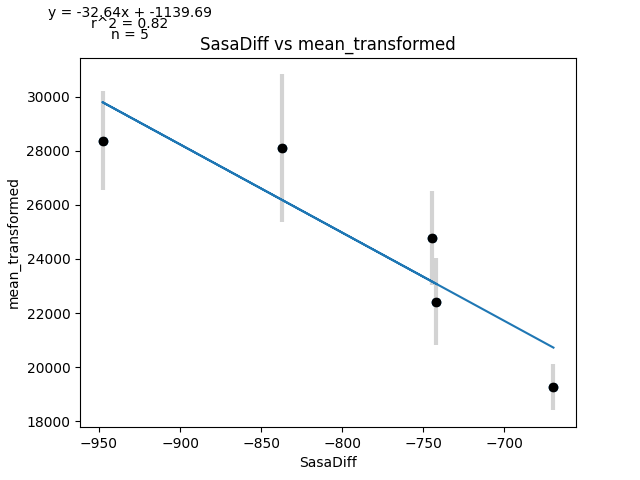 y = -32.64x + -1139.69
r^2 = 0.82
n = 5
SasaDiff vs mean_transformed
30000
28000
26000
24000
22000
20000
18000
mean_transformed
−950
−900
−850
−800
−750
−700
SasaDiff